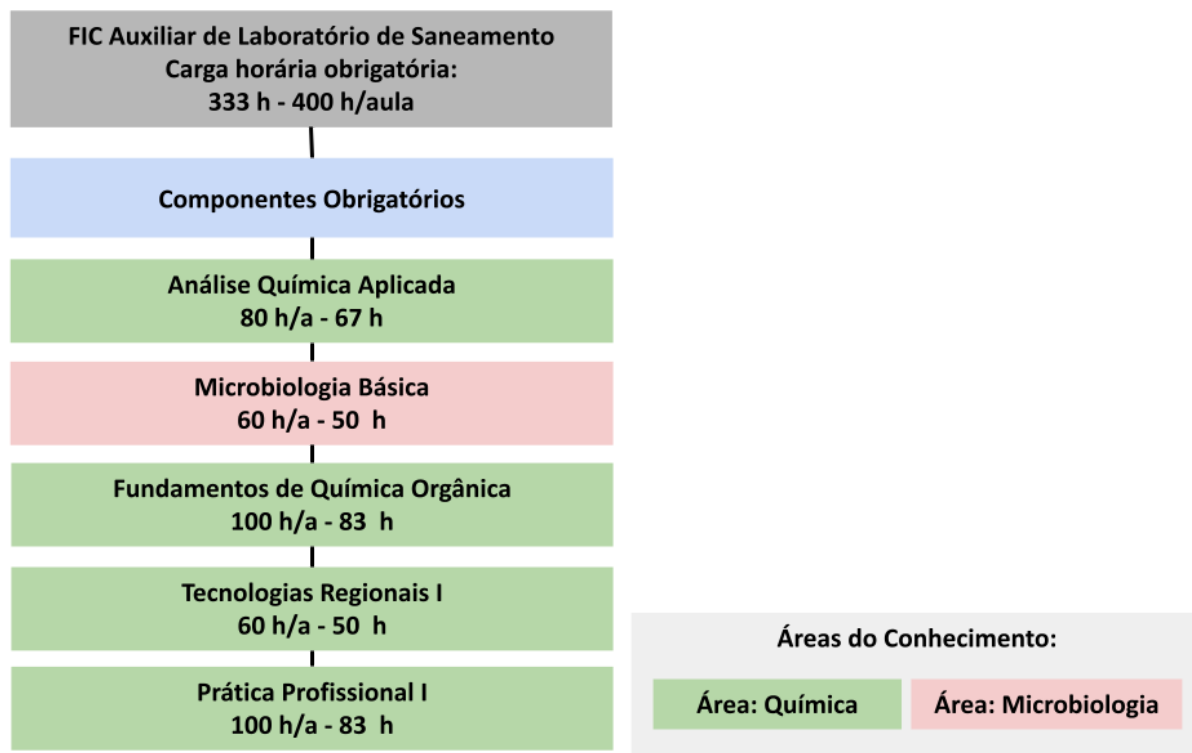 FIC Auxiliar de Laboratório de Saneamento
Carga horária obrigatória:
333 h - 400 h/aula
Componentes Obrigatórios
Análise Química Aplicada
80 h/a - 67 h
Microbiologia Básica
60 h/a - 50  h
Fundamentos de Química Orgânica
100 h/a - 83  h
Tecnologias Regionais I
60 h/a - 50  h
Prática Profissional I
100 h/a - 83  h
Áreas do Conhecimento:
Área: Química
Área: Microbiologia